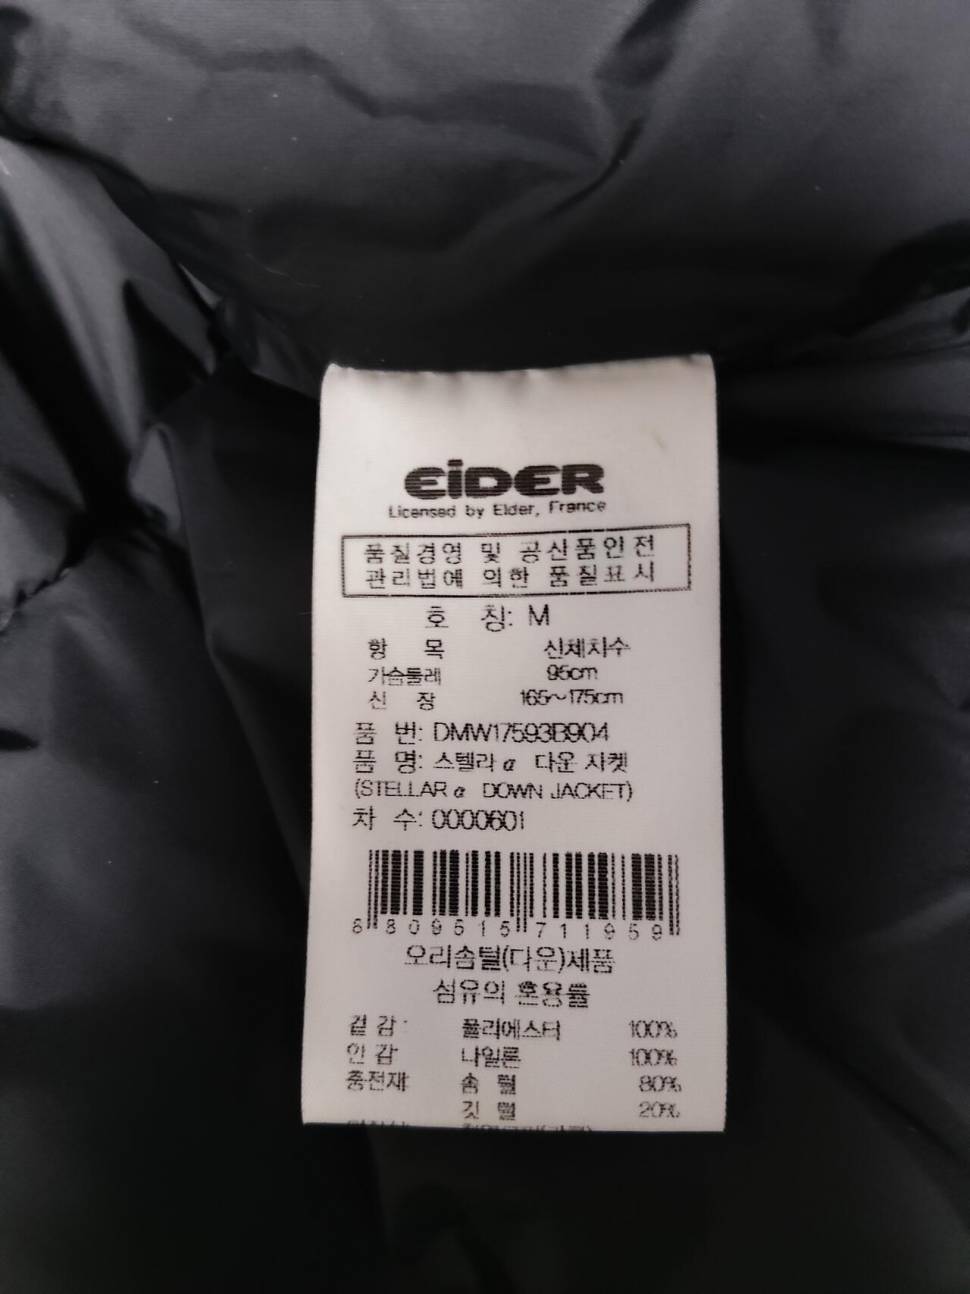 EiDER
Licensed by Eider, France
품질경영 및 공산품안전
관리법에 의한 품질표시
호 칭: M
항 목 신체치수
가슴둘레 95cm
신 장 165~175cm
품 번: DMW17593B904
품 명: 스텔라 α 다운 자켓
(STELLAR α DOWN JACKET)
차 수: 0000601
8 809615 711959
오리솜털(다운)제품
섬유의 혼용률
겉감: 폴리에스터 100%
안감 나일론 100%
충전재 솜 털 80%
깃 털 20%